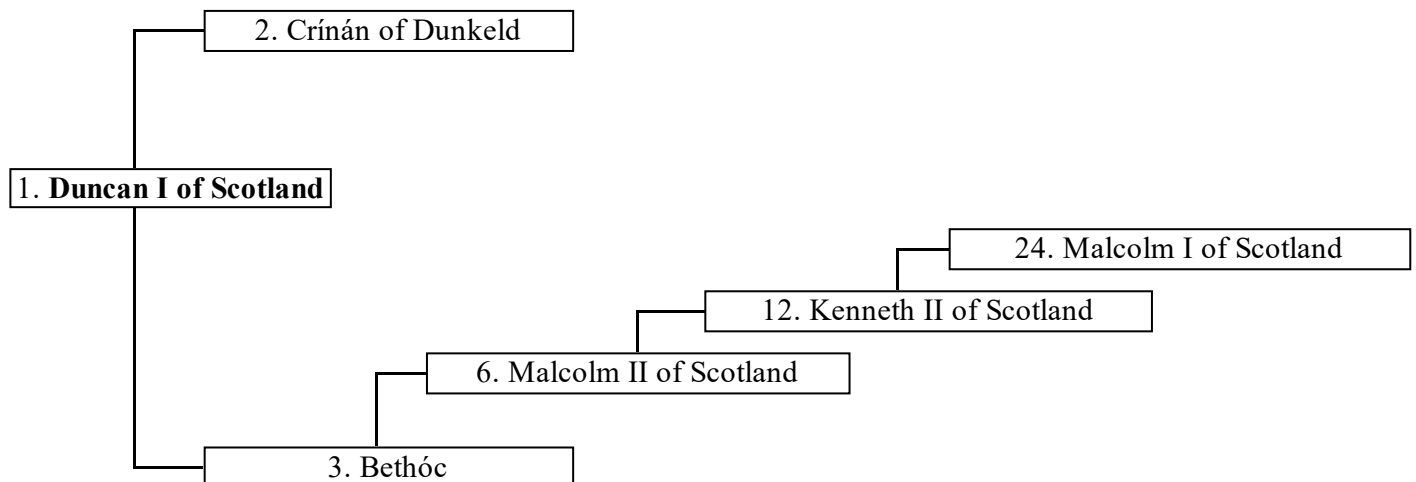 2. Crínán of Dunkeld
1. Duncan I of Scotland
24. Malcolm I of Scotland
12. Kenneth II of Scotland
6. Malcolm II of Scotland
3. Bethóc